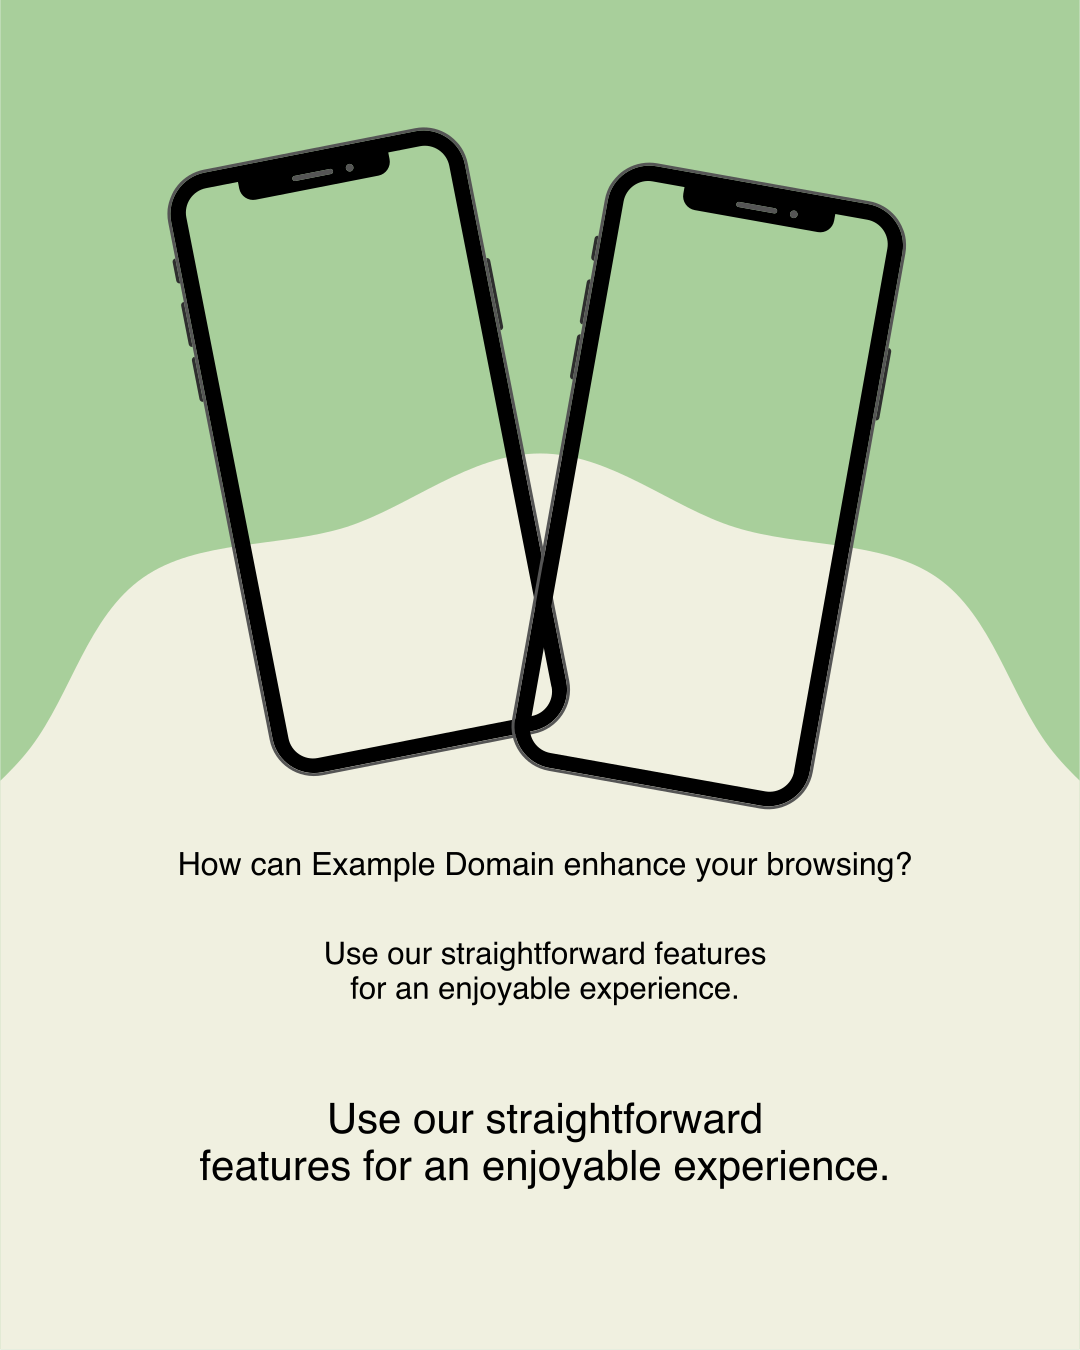 How can Example Domain enhance your browsing?
Use our straightforward features
for an enjoyable experience.
Use our straightforward
features for an enjoyable experience.